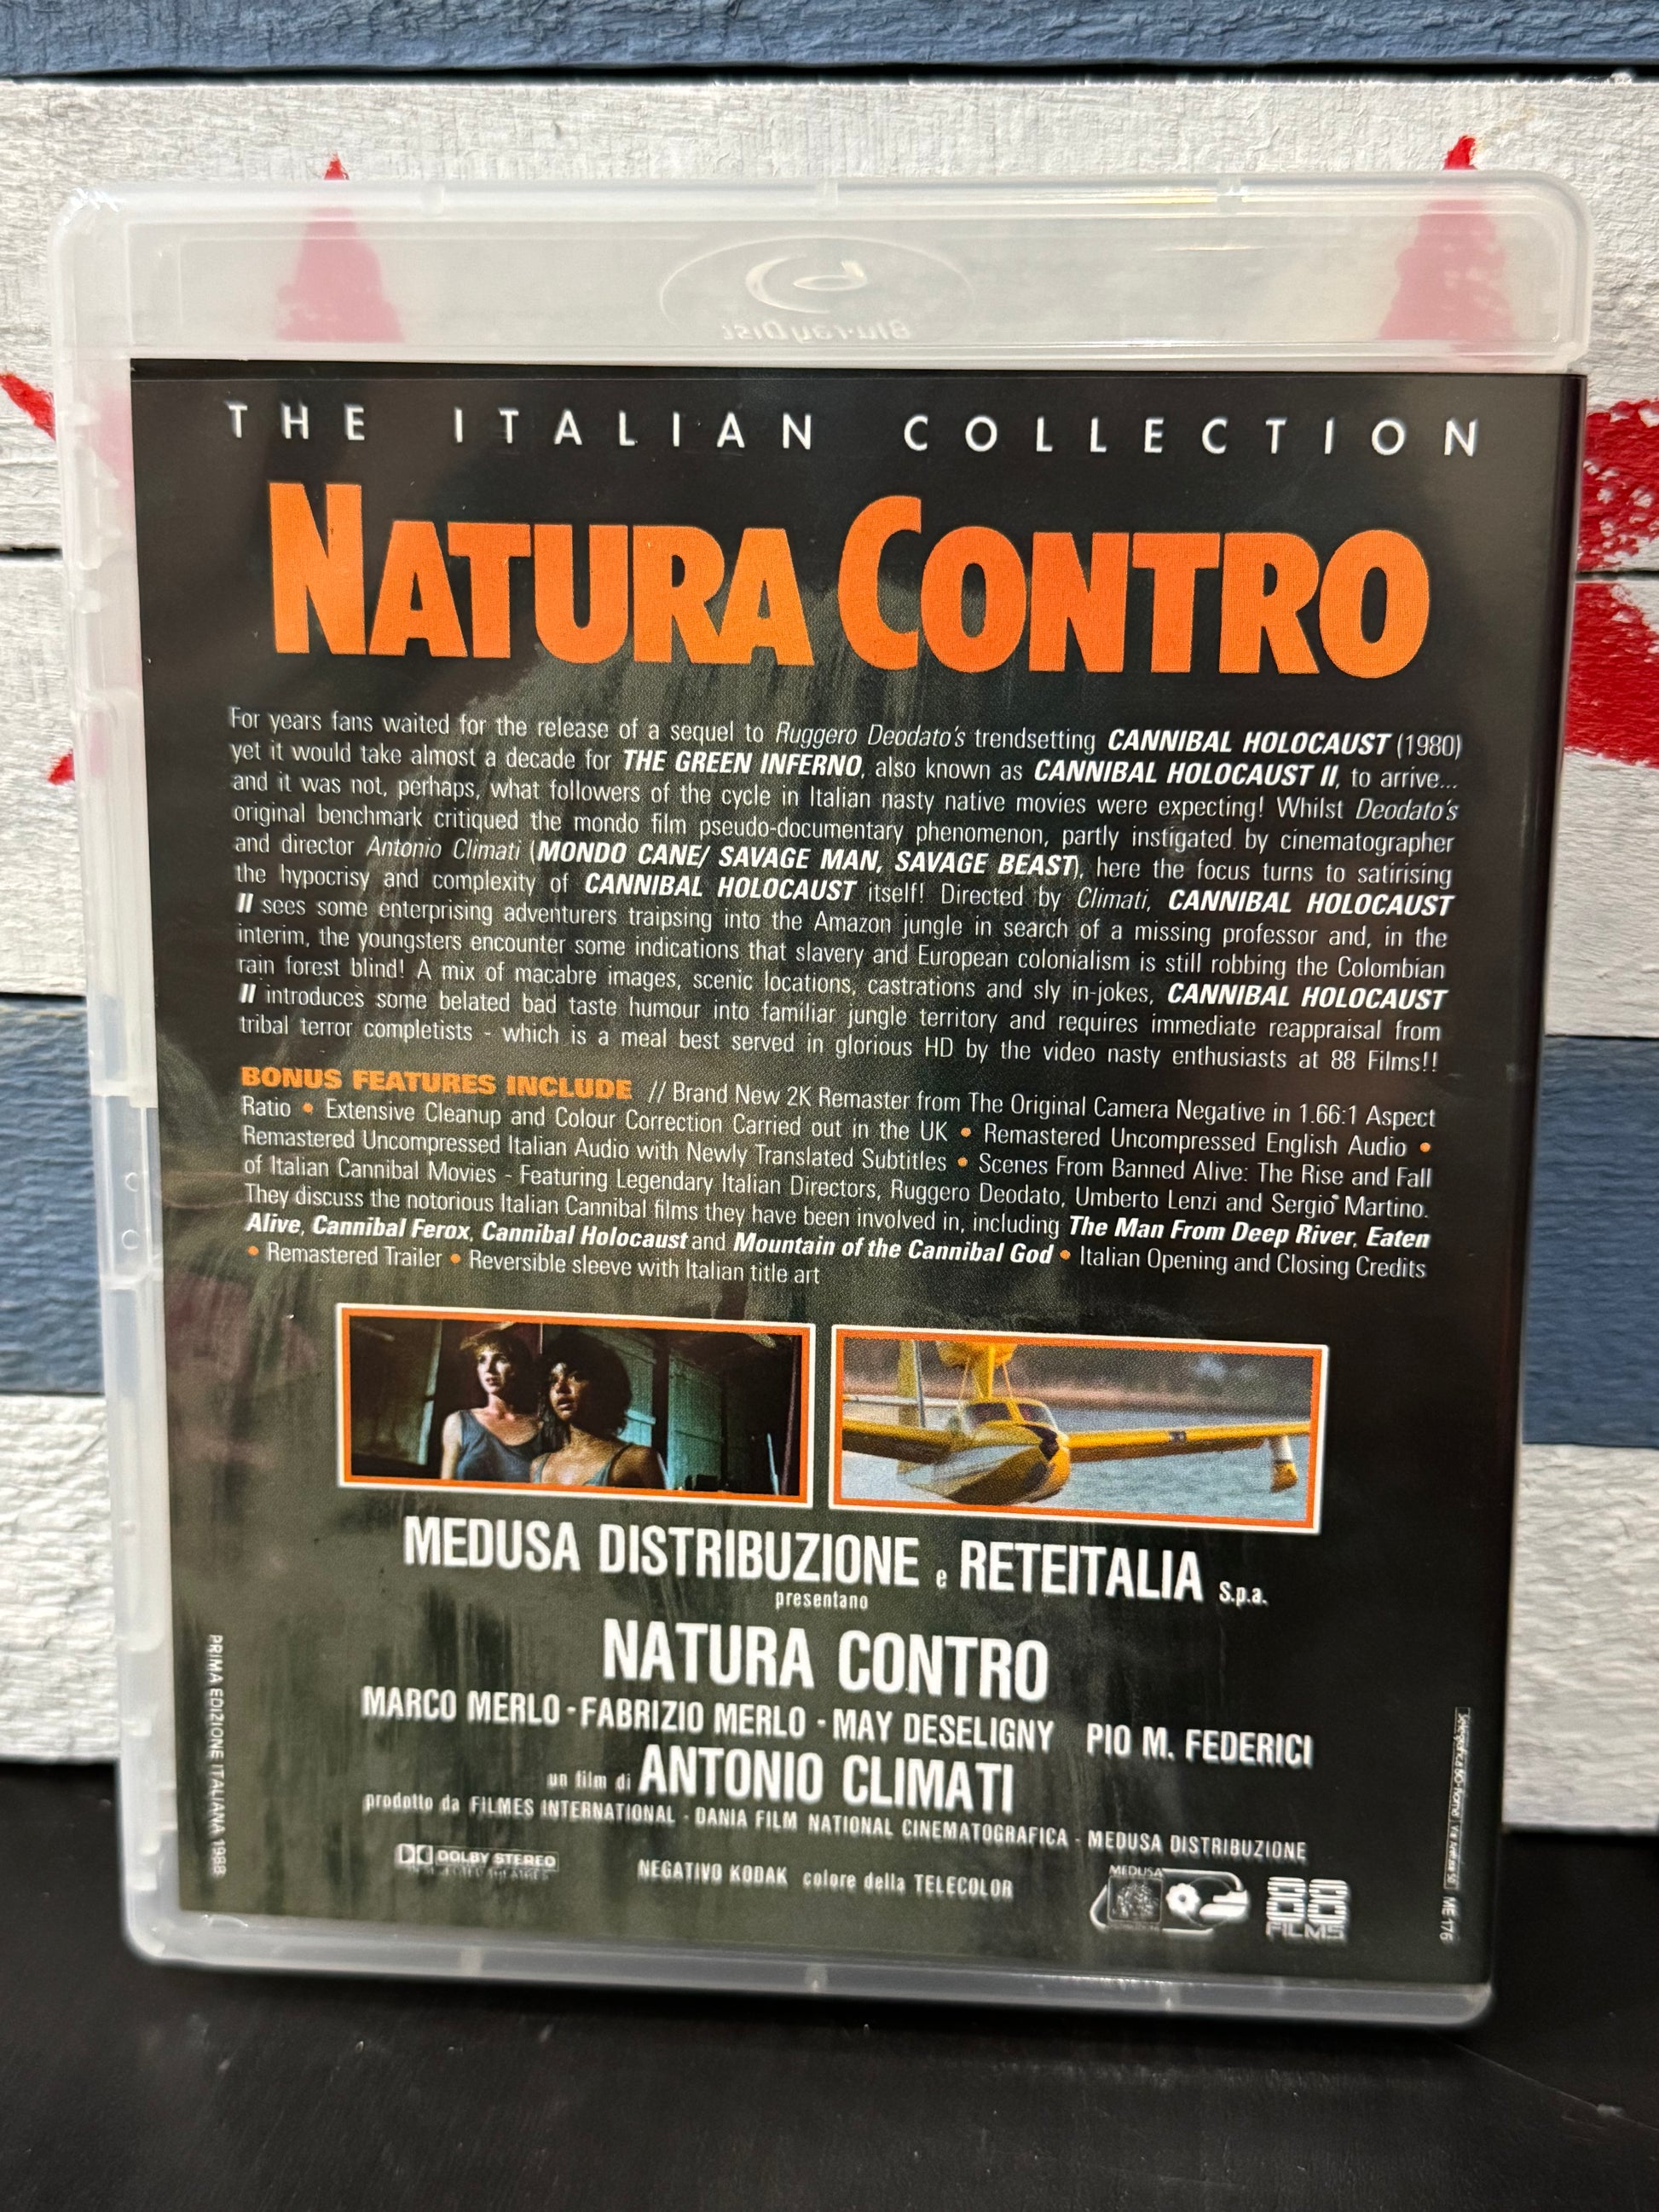 Blu-ray Disc
THE ITALIAN COLLECTION
NATURA CONTRO
For years fans waited for the release of a sequel to Ruggero Deodato's trendsetting CANNIBAL HOLOCAUST (1980)
yet it would take almost a decade for THE GREEN INFERNO, also known as CANNIBAL HOLOCAUST II, to arrive...
and it was not, perhaps, what followers of the cycle in Italian nasty native movies were expecting! Whilst Deodato's
original benchmark critiqued the mondo film pseudo-documentary phenomenon, partly instigated by cinematographer
and director Antonio Climati (MONDO CANE/ SAVAGE MAN, SAVAGE BEAST), here the focus turns to satirising
the hypocrisy and complexity of CANNIBAL HOLOCAUST itself! Directed by Climati, CANNIBAL HOLOCAUST
II sees some enterprising adventurers traipsing into the Amazon jungle in search of a missing professor and, in the
interim, the youngsters encounter some indications that slavery and European colonialism is still robbing the Colombian
rain forest blind! A mix of macabre images, scenic locations, castrations and sly in-jokes, CANNIBAL HOLOCAUST
II introduces some belated bad taste humour into familiar jungle territory and requires immediate reappraisal from
tribal terror completists - which is a meal best served in glorious HD by the video nasty enthusiasts at 88 Films!!
BONUS FEATURES INCLUDE // Brand New 2K Remaster from The Original Camera Negative in 1.66:1 Aspect
Ratio • Extensive Cleanup and Colour Correction Carried out in the UK • Remastered Uncompressed English Audio •
Remastered Uncompressed Italian Audio with Newly Translated Subtitles • Scenes From Banned Alive: The Rise and Fall
of Italian Cannibal Movies - Featuring Legendary Italian Directors, Ruggero Deodato, Umberto Lenzi and Sergio Martino.
They discuss the notorious Italian Cannibal films they have been involved in, including The Man From Deep River, Eaten
Alive, Cannibal Ferox, Cannibal Holocaust and Mountain of the Cannibal God • Italian Opening and Closing Credits
• Remastered Trailer • Reversible sleeve with Italian title art
MEDUSA DISTRIBUZIONE e RETEITALIA S.p.a.
presentano
NATURA CONTRO
MARCO MERLO - FABRIZIO MERLO - MAY DESELIGNY PIO M. FEDERICI
un film di ANTONIO CLIMATI
prodotto da FILMES INTERNATIONAL - DANIA FILM NATIONAL CINEMATOGRAFICA - MEDUSA DISTRIBUZIONE
DOLBY STEREO
NEGATIVO KODAK colore della TELECOLOR
MEDUSA
88 FILMS
PRIMA EDIZIONE ITALIANA 1988
ME 176